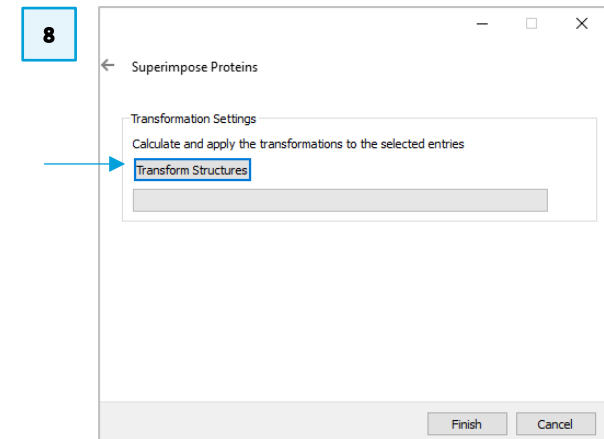 8
Superimpose Proteins
Transformation Settings
Calculate and apply the transformations to the selected entries
Transform Structures
Finish
Cancel